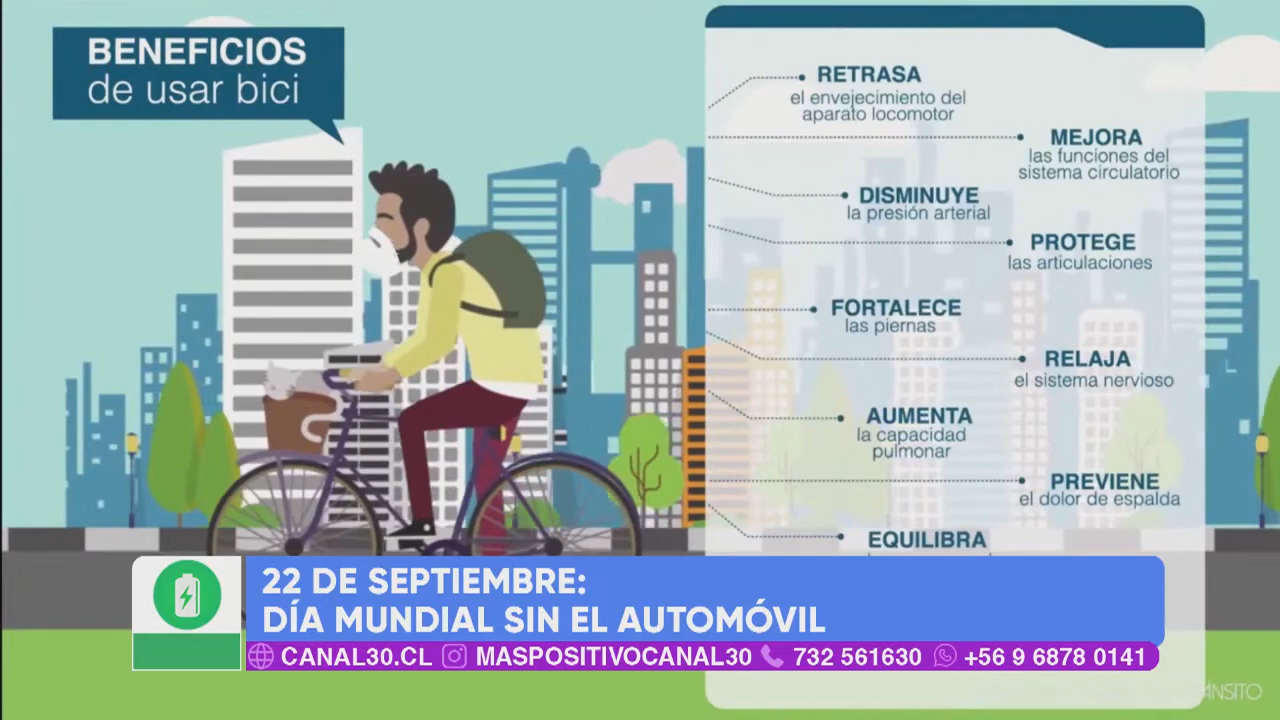 BENEFICIOS
de usar bici
RETRASA
el envejecimiento del
aparato locomotor
MEJORA
las funciones del
sistema circulatorio
DISMINUYE
la presión arterial
PROTEGE
las articulaciones
FORTALECE
las piernas
RELAJA
el sistema nervioso
AUMENTA
la capacidad
pulmonar
PREVIENE
el dolor de espalda
EQUILIBRA
22 DE SEPTIEMBRE:
DÍA MUNDIAL SIN EL AUTOMÓVIL
CANAL30.CL MASPOSITIVOCANAL30 732 561630 +56 9 6878 0141